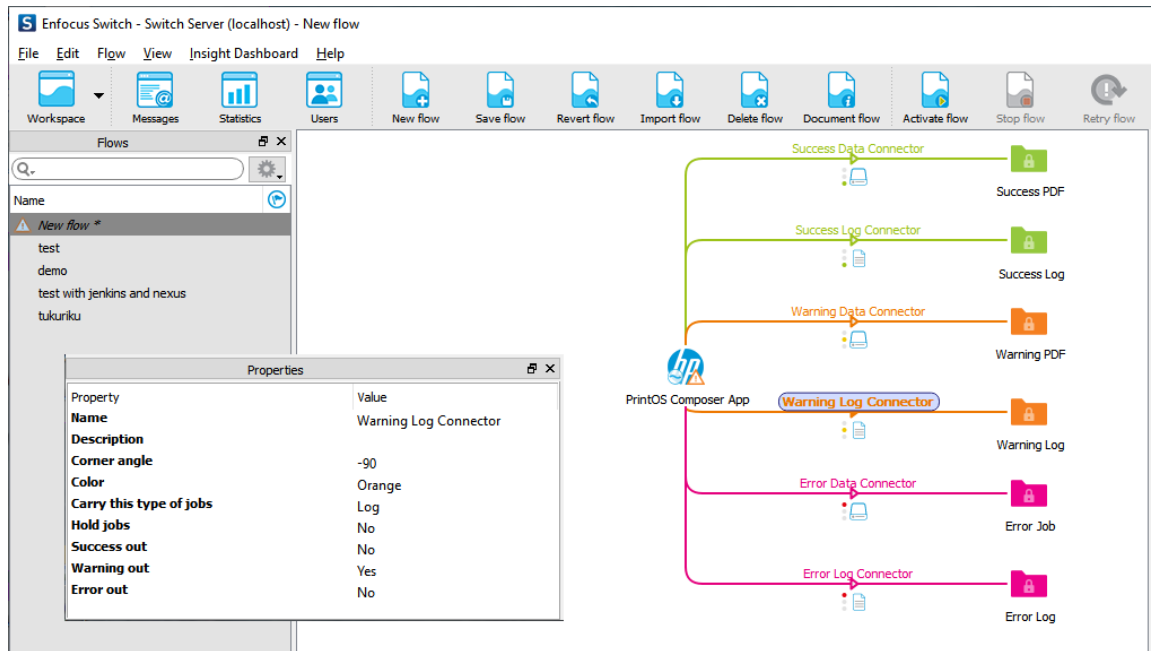 S Enfocus Switch - Switch Server (localhost) - New flow
File Edit Flow View Insight Dashboard Help
Workspace Messages Statistics Users New flow Save flow Revert flow Import flow Delete flow Document flow Activate flow Stop flow Retry flow
Flows
Name
New flow *
test
demo
test with jenkins and nexus
tukuriku
Success Data Connector
Success PDF
Success Log Connector
Success Log
Warning Data Connector
Warning PDF
hp
PrintOS Composer App
Warning Log Connector
Warning Log
Error Data Connector
Error Job
Error Log Connector
Error Log
Properties
Property Value
Name Warning Log Connector
Description
Corner angle -90
Color Orange
Carry this type of jobs Log
Hold jobs No
Success out No
Warning out Yes
Error out No